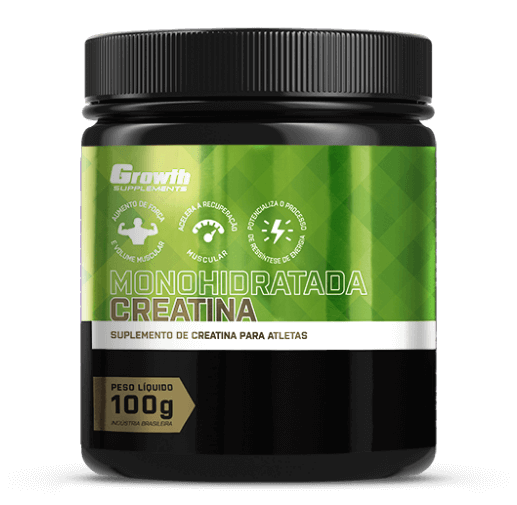 Growth
SUPPLEMENTS
AUMENTO DE FORÇA
E VOLUME MUSCULAR
ACELERA A RECUPERAÇÃO
MUSCULAR
POTENCIALIZA O PROCESSO
DE RESSÍNTESE DE ENERGIA
MONOHIDRATADA
CREATINA
SUPLEMENTO DE CREATINA PARA ATLETAS
PESO LÍQUIDO
100g
INDÚSTRIA BRASILEIRA